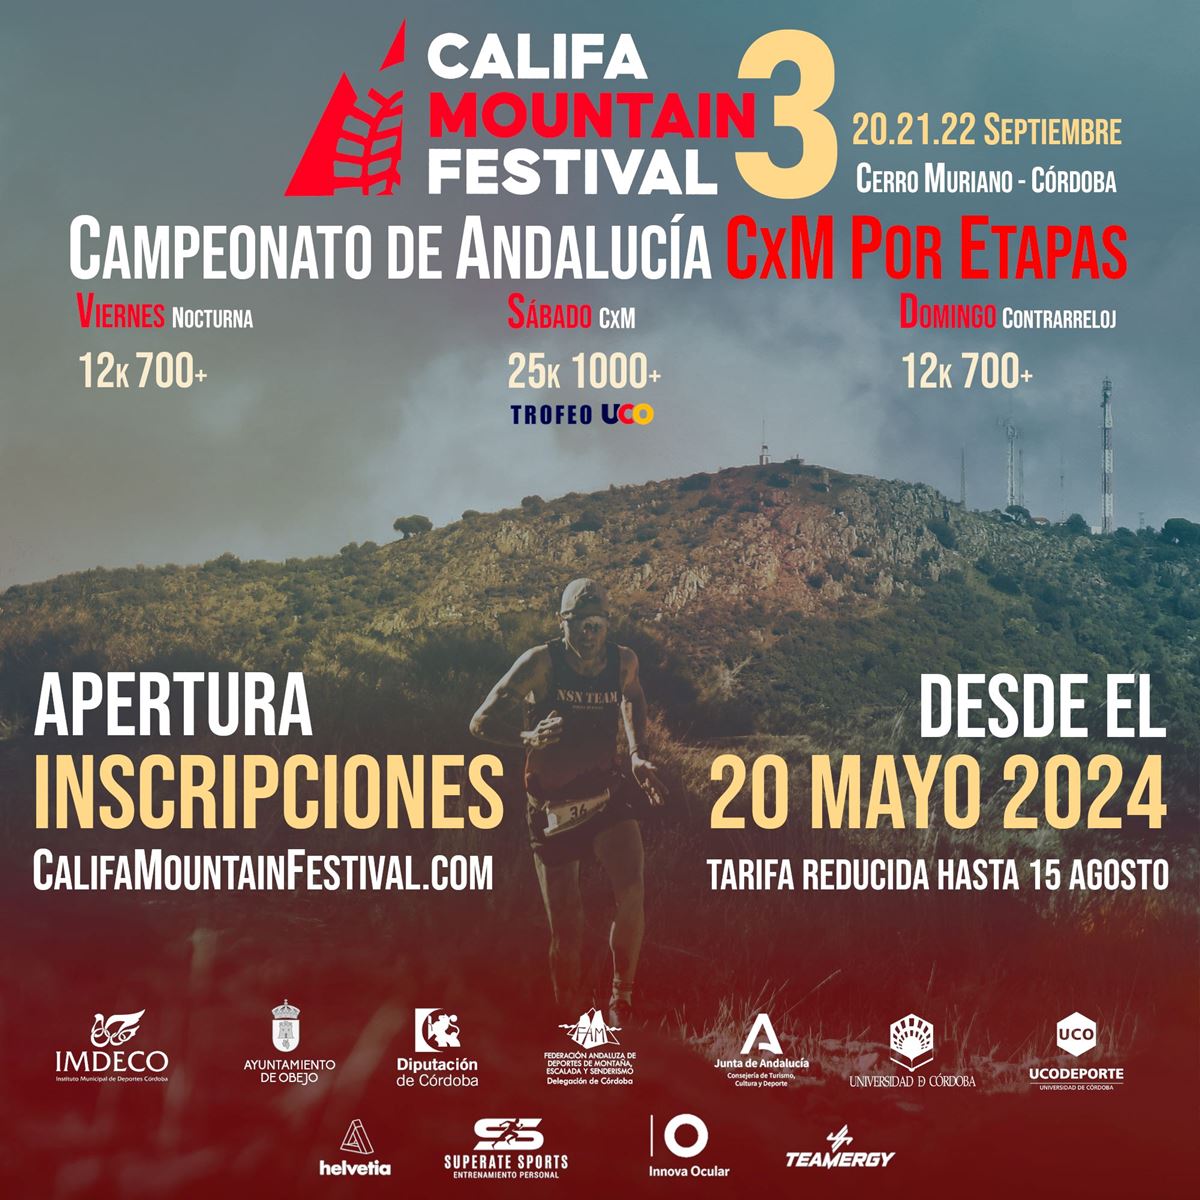 CALIFA
MOUNTAIN
FESTIVAL
3
20.21.22 SEPTIEMBRE
CERRO MURIANO - CÓRDOBA
CAMPEONATO DE ANDALUCÍA CXM POR ETAPAS
VIERNES NOCTURNA
12K 700+
SÁBADO CXM
25K 1000+
TROFEO UCO
DOMINGO CONTRARRELOJ
12K 700+
NSN TEAM
36
APERTURA
INSCRIPCIONES
CALIFAMOUNTAINFESTIVAL.COM
DESDE EL
20 MAYO 2024
TARIFA REDUCIDA HASTA 15 AGOSTO
IMDECO
Instituto Municipal de Deportes Córdoba
AYUNTAMIENTO
DE OBEJO
Diputación
de Córdoba
FAM
FEDERACIÓN ANDALUZA DE
DEPORTES DE MONTAÑA,
ESCALADA Y SENDERISMO
Delegación de Córdoba
Junta de Andalucía
Consejería de Turismo,
Cultura y Deporte
UNIVERSIDAD D CÓRDOBA
UCO
UCODEPORTE
UNIVERSIDAD DE CÓRDOBA
helvetia
SUPERATE SPORTS
ENTRENAMIENTO PERSONAL
Innova Ocular
TEAMERGY